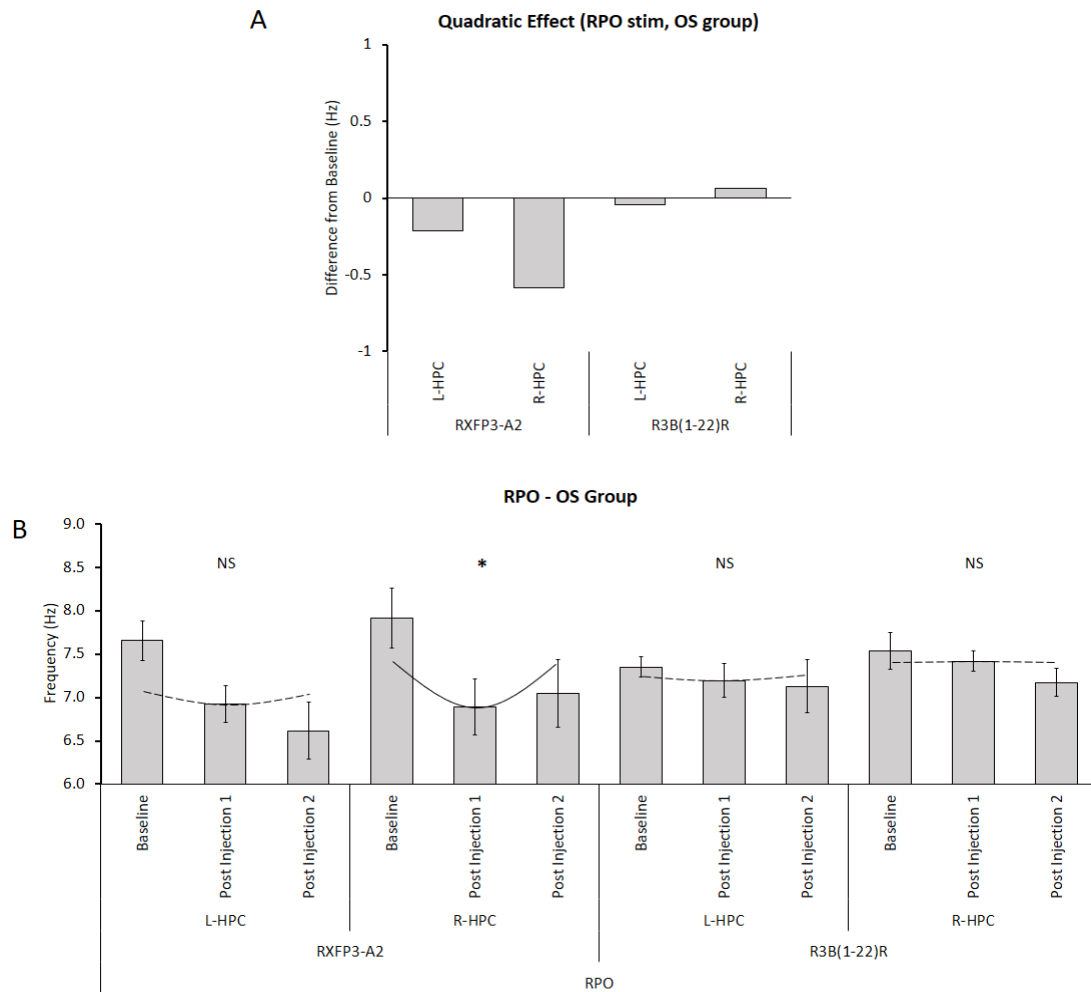 A
Quadratic Effect (RPO stim, OS group)
Difference from Baseline (Hz)
1
0.5
0
-0.5
-1
L-HPC
R-HPC
L-HPC
R-HPC
RXFP3-A2
R3B(1-22)R
B
RPO - OS Group
Frequency (Hz)
9.0
8.5
8.0
7.5
7.0
6.5
6.0
NS
*
NS
NS
Baseline
Post Injection 1
Post Injection 2
Baseline
Post Injection 1
Post Injection 2
Baseline
Post Injection 1
Post Injection 2
Baseline
Post Injection 1
Post Injection 2
L-HPC
R-HPC
L-HPC
R-HPC
RXFP3-A2
R3B(1-22)R
RPO